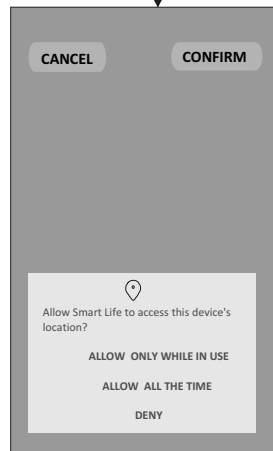 CANCEL
CONFIRM
Allow Smart Life to access this device's
location?
ALLOW ONLY WHILE IN USE
ALLOW ALL THE TIME
DENY